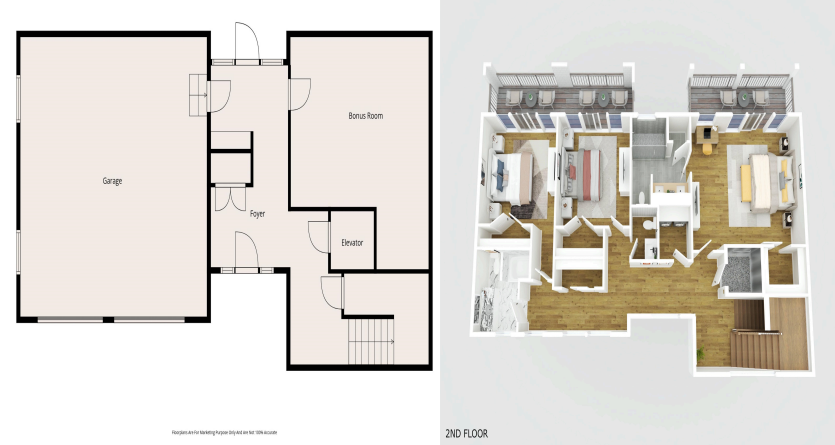 Garage
Bonus Room
Foyer
Elevator
Floorplans Are For Marketing Purpose Only And Are Not 100% Accurate
2ND FLOOR